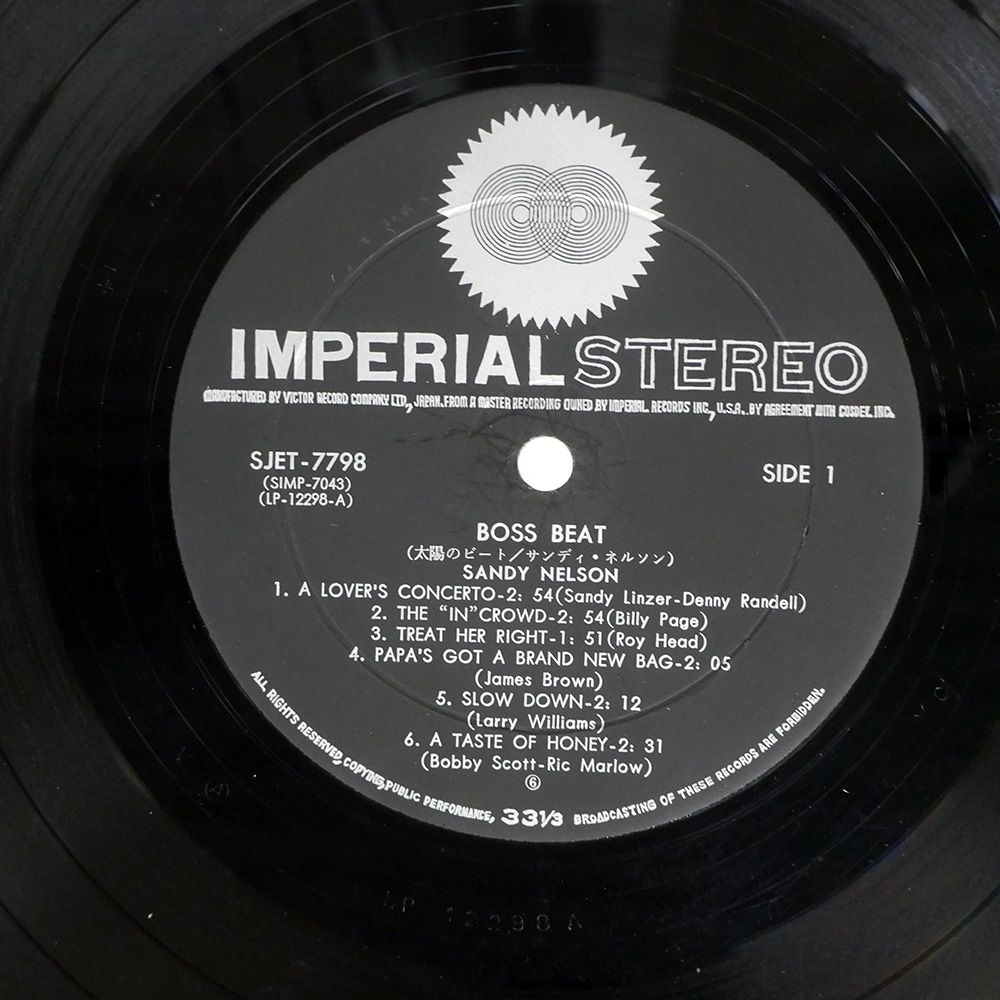 IMPERIAL STEREO
MANUFACTURED BY VICTOR RECORD COMPANY LTD., JAPAN. FROM A MASTER RECORDING OWNED BY IMPERIAL RECORDS INC., U.S.A. BY AGREEMENT WITH COSDEL INC.
SJET-7798
(SIMP-7043)
(LP-12298-A)
SIDE 1
BOSS BEAT
(太陽のビート/サンディ・ネルソン)
SANDY NELSON
1. A LOVER'S CONCERTO-2: 54(Sandy Linzer-Denny Randell)
2. THE "IN" CROWD-2: 54(Billy Page)
3. TREAT HER RIGHT-1: 51(Roy Head)
4. PAPA'S GOT A BRAND NEW BAG-2: 05
(James Brown)
5. SLOW DOWN-2: 12
(Larry Williams)
6. A TASTE OF HONEY-2: 31
(Bobby Scott-Ric Marlow)
⑥
ALL RIGHTS RESERVED, COPYING, PUBLIC PERFORMANCE, 33 1/3 BROADCASTING OF THESE RECORDS ARE FORBIDDEN.
LP 12298 A